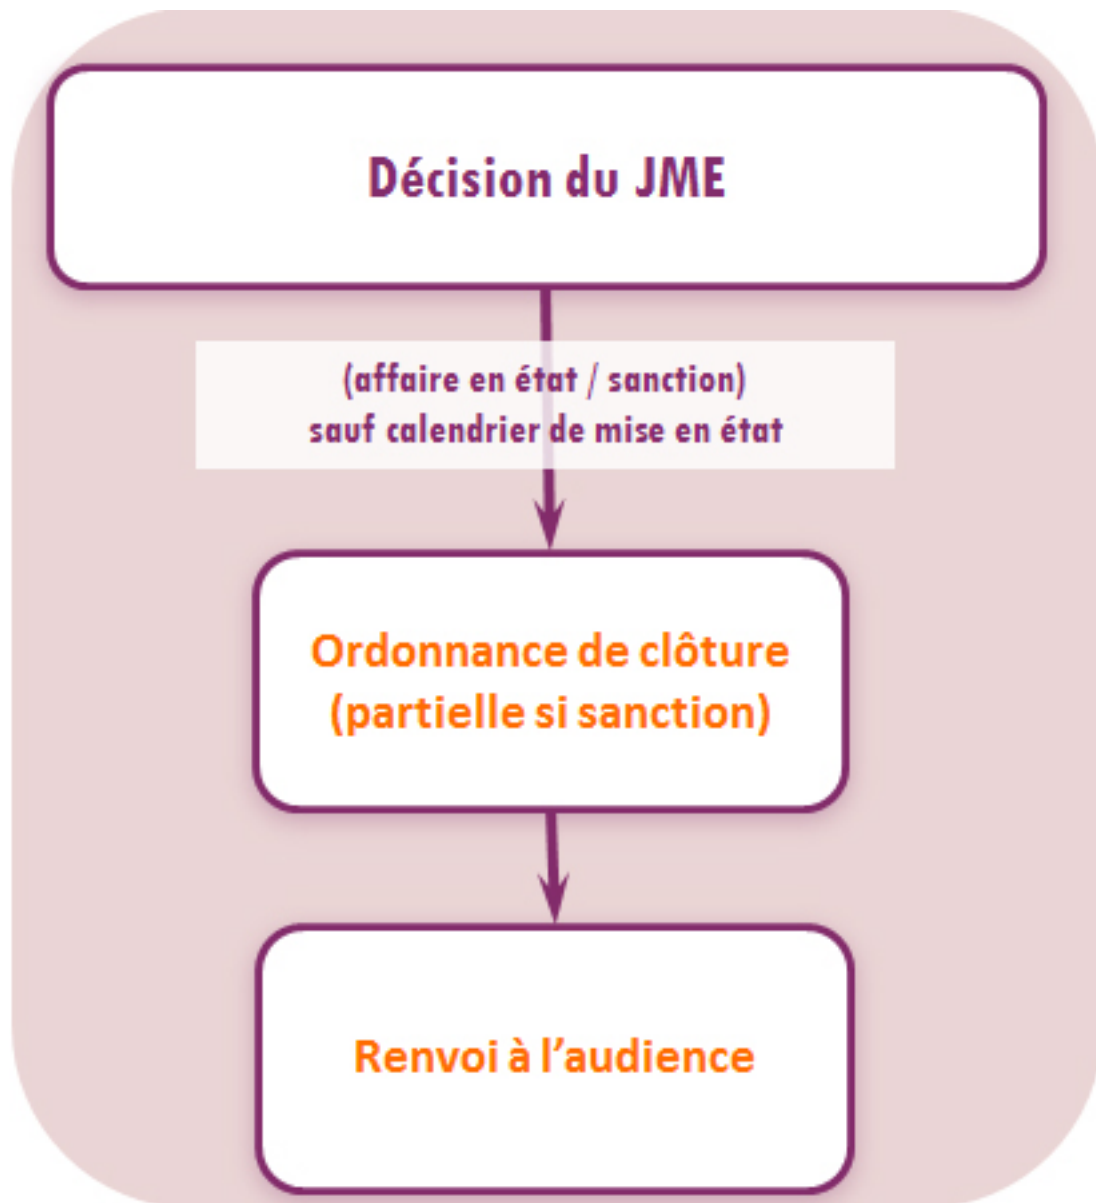 Décision du JME
(affaire en état / sanction)
sauf calendrier de mise en état
Ordonnance de clôture
(partielle si sanction)
Renvoi à l’audience